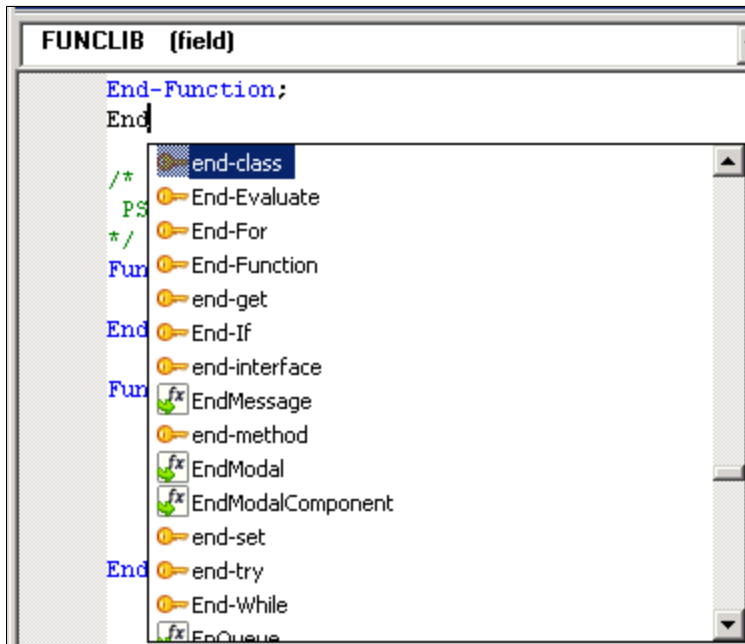 FUNCLIB (field)
End-Function;
End
end-class
/*
End-Evaluate
PS
End-For
*/
End-Function
Fun
end-get
End-If
End
end-interface
Fun
EndMessage
end-method
EndModal
EndModalComponent
end-set
End
end-try
End-While
EnQueue